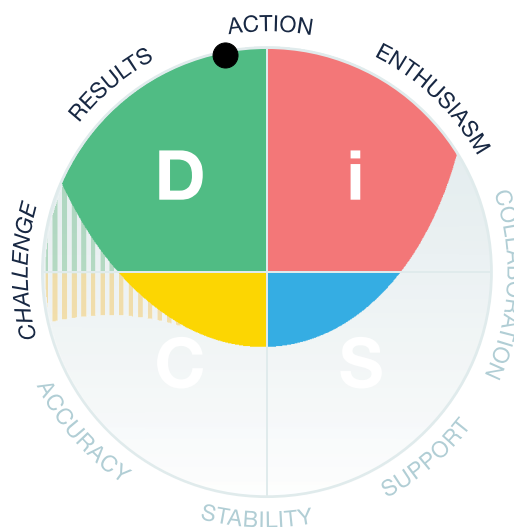 ACTION
RESULTS
ENTHUSIASM
D
i
CHALLENGE
COLLABORATION
C
S
ACCURACY
SUPPORT
STABILITY